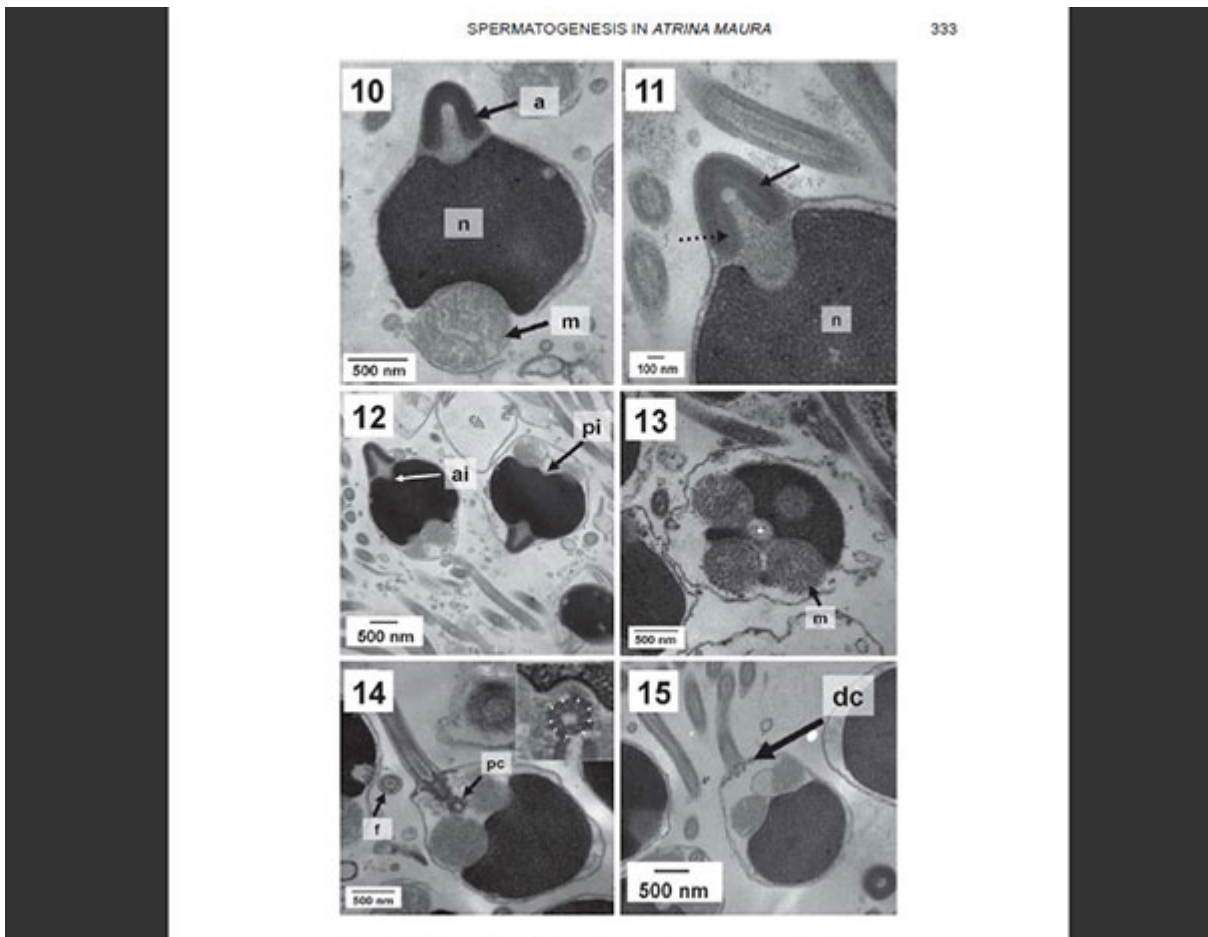 SPERMATOGENESIS IN ATRINA MAURA 333
10
a
n
m
500 nm
11
n
100 nm
12
ai
pi
500 nm
13
m
500 nm
14
pc
f
500 nm
15
dc
500 nm